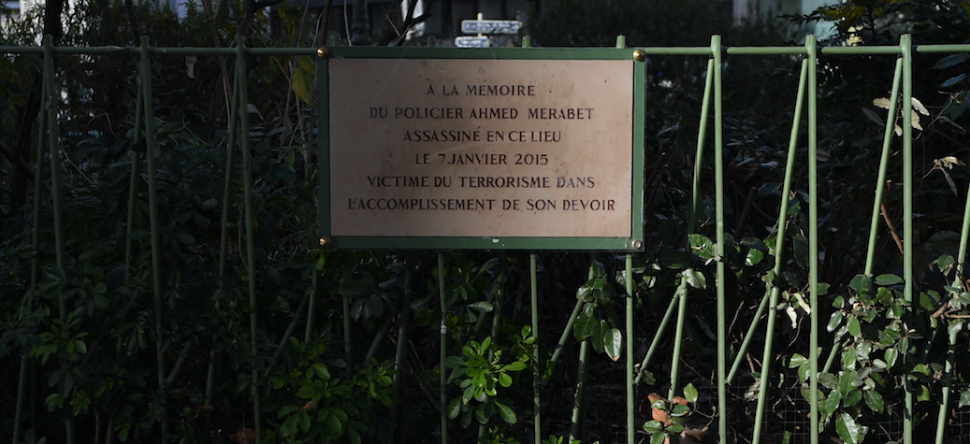 À LA MEMOIRE
DU POLICIER AHMED MERABET
ASSASSINÉ EN CE LIEU
LE 7 JANVIER 2015
VICTIME DU TERRORISME DANS
L'ACCOMPLISSEMENT DE SON DEVOIR